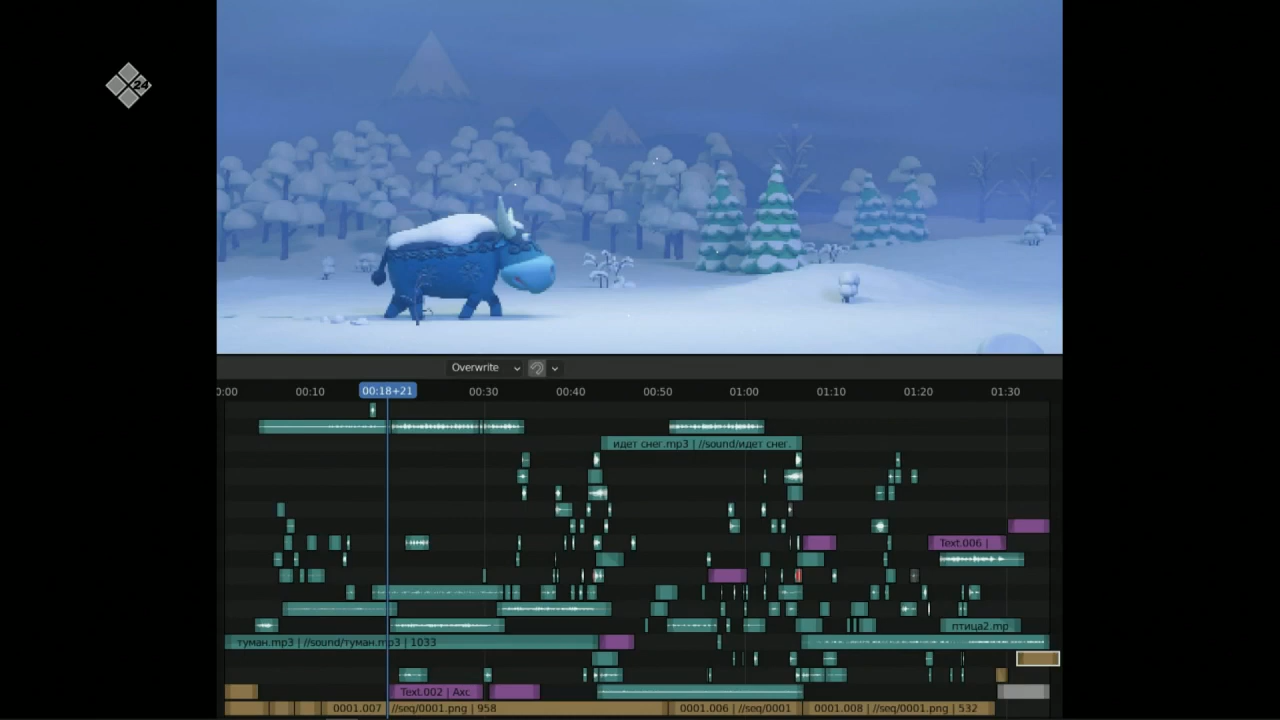 24
Overwrite
0:00 00:10 00:18+21 00:30 00:40 00:50 01:00 01:10 01:20 01:30
идет снег.mp3 | //sound/идет снег.
Text.006 |
птица2.mp
туман.mp3 | //sound/туман.mp3 | 1033
Text.002 | Ахс
0001.007 //seq/0001.png | 958 0001.006 | //seq/0001 0001.008 | //seq/0001.png | 532